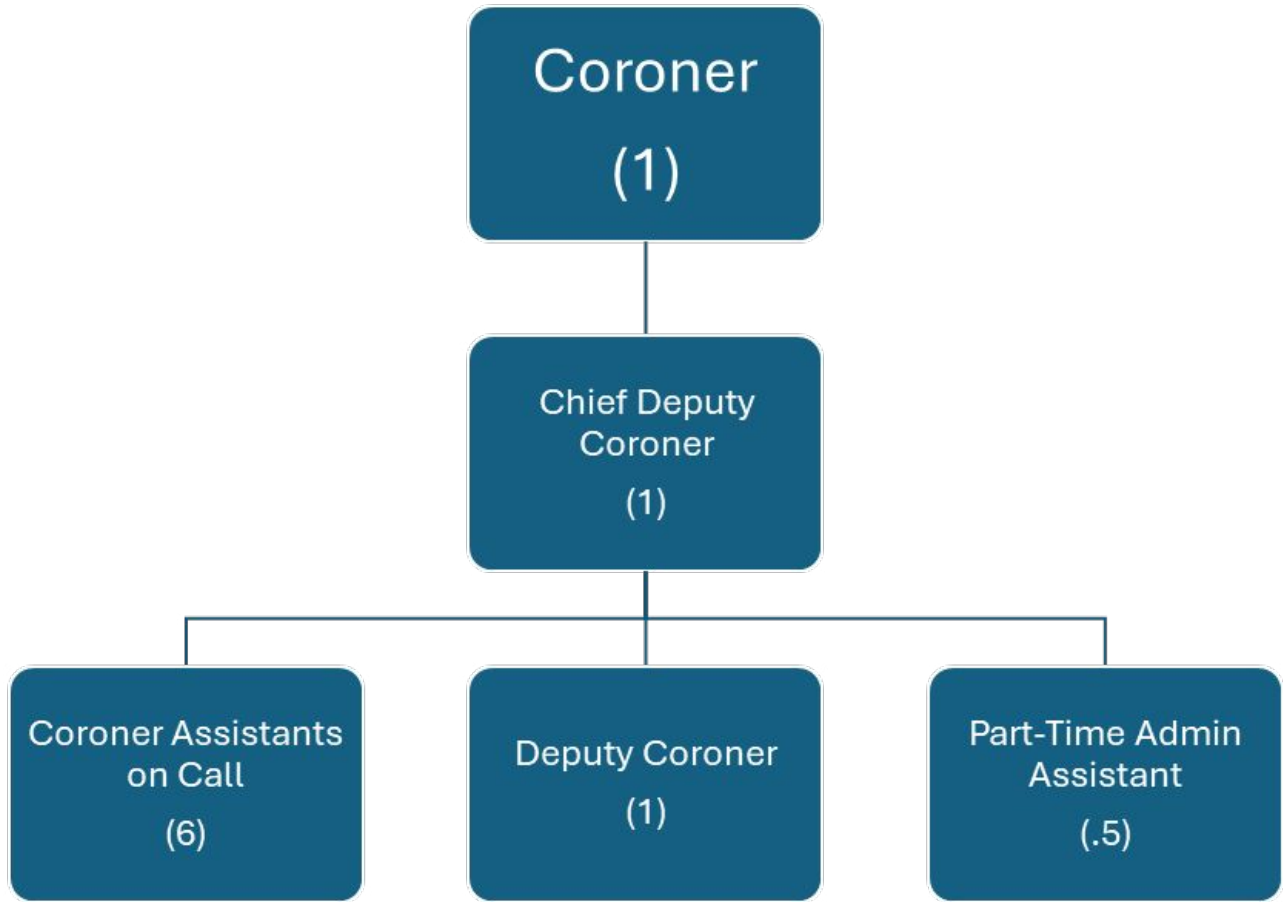 Coroner
(1)
Chief Deputy
Coroner
(1)
Coroner Assistants
on Call
(6)
Deputy Coroner
(1)
Part-Time Admin
Assistant
(.5)